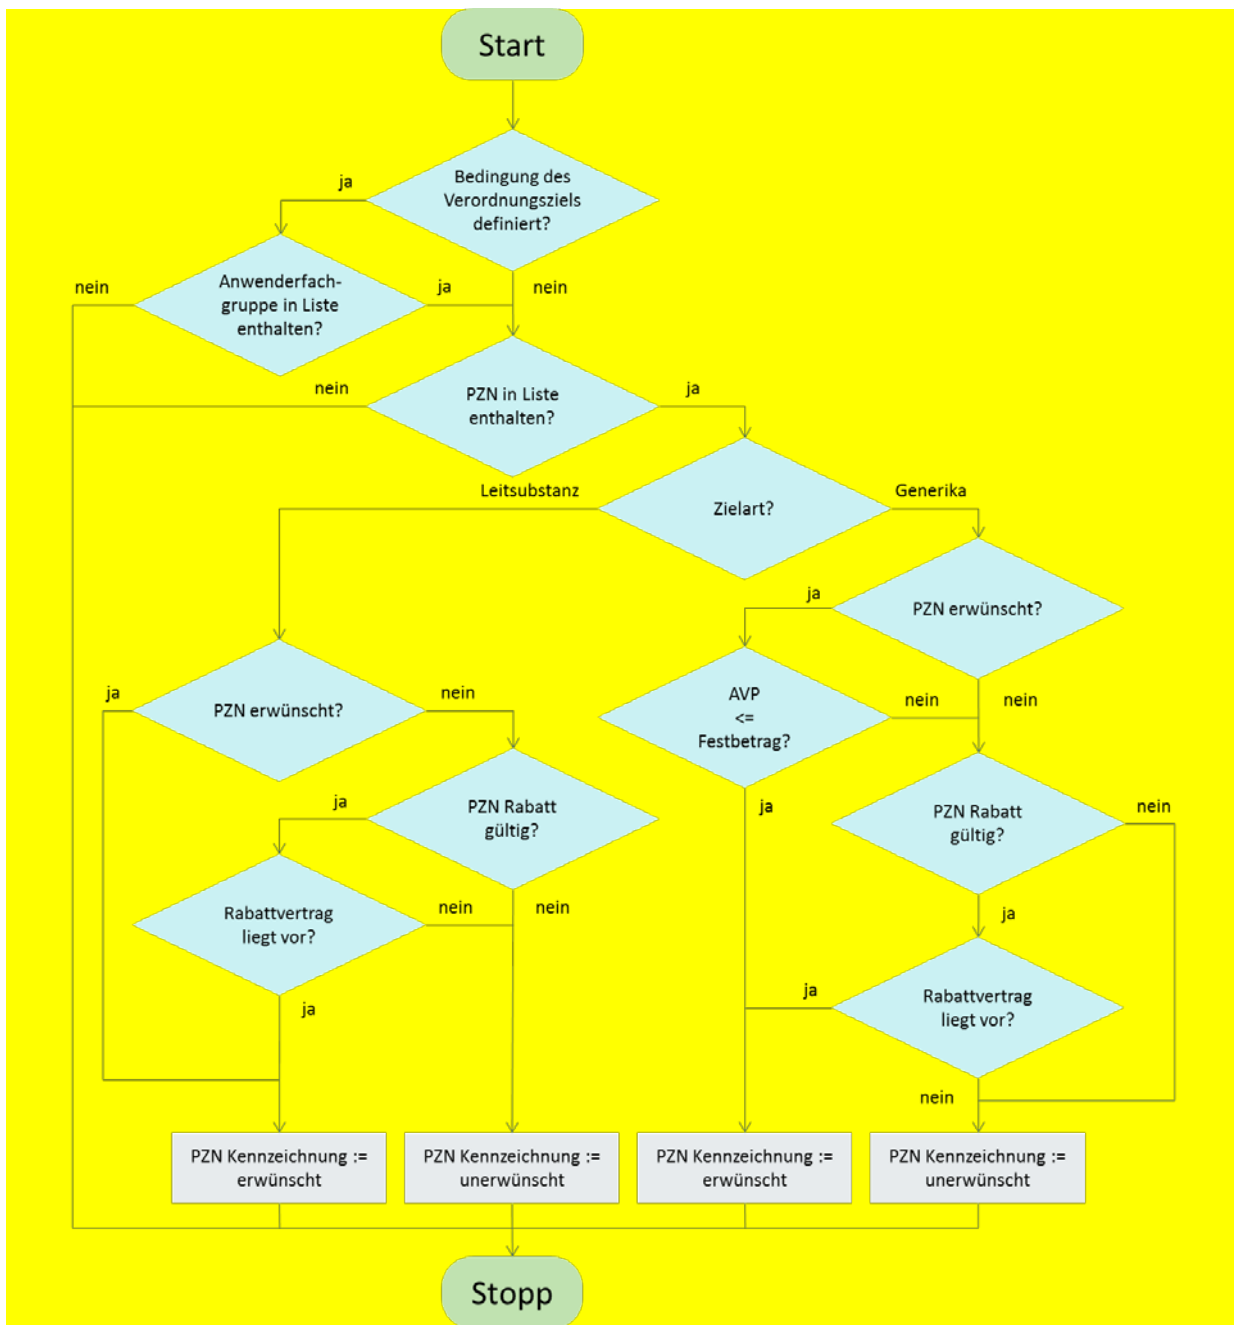 Start
Bedingung des
Verordnungsziels
definiert?
ja
nein
Anwenderfach-
gruppe in Liste
enthalten?
nein
ja
PZN in Liste
enthalten?
nein
ja
Zielart?
Leitsubstanz
Generika
PZN erwünscht?
ja
nein
AVP
<=
Festbetrag?
nein
ja
PZN erwünscht?
ja
nein
PZN Rabatt
gültig?
ja
nein
PZN Rabatt
gültig?
nein
ja
Rabattvertrag
liegt vor?
nein
ja
Rabattvertrag
liegt vor?
ja
nein
PZN Kennzeichnung :=
erwünscht
PZN Kennzeichnung :=
unerwünscht
PZN Kennzeichnung :=
erwünscht
PZN Kennzeichnung :=
unerwünscht
Stopp